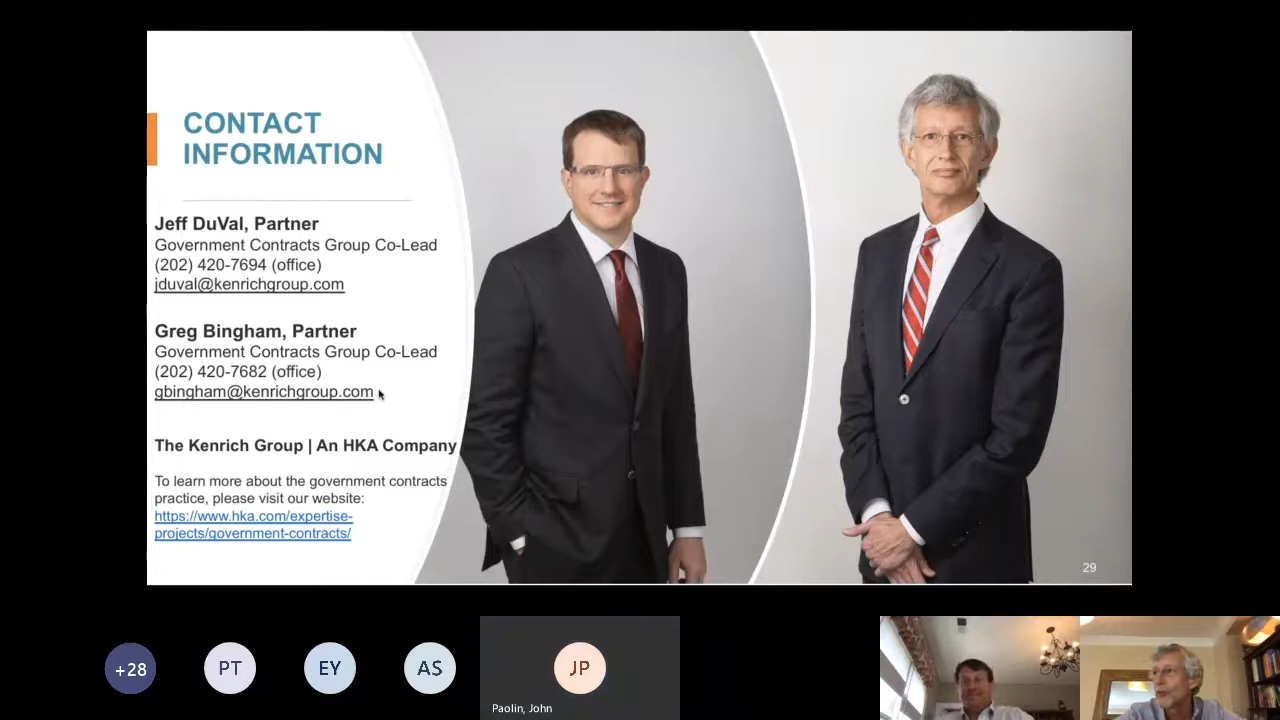 CONTACT
INFORMATION
Jeff DuVal, Partner
Government Contracts Group Co-Lead
(202) 420-7694 (office)
jduval@kenrichgroup.com
Greg Bingham, Partner
Government Contracts Group Co-Lead
(202) 420-7682 (office)
gbingham@kenrichgroup.com
The Kenrich Group | An HKA Company
To learn more about the government contracts
practice, please visit our website:
https://www.hka.com/expertise-
projects/government-contracts/
29
+28
PT
EY
AS
JP
Paolin, John